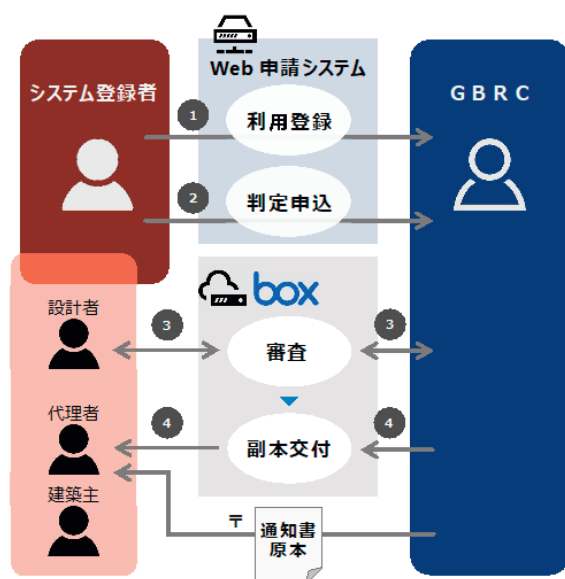 Web 申請システム
システム登録者
GBRC
1
利用登録
2
判定申込
box
設計者
3
審査
3
代理者
4
副本交付
4
建築主
〒
通知書
原本